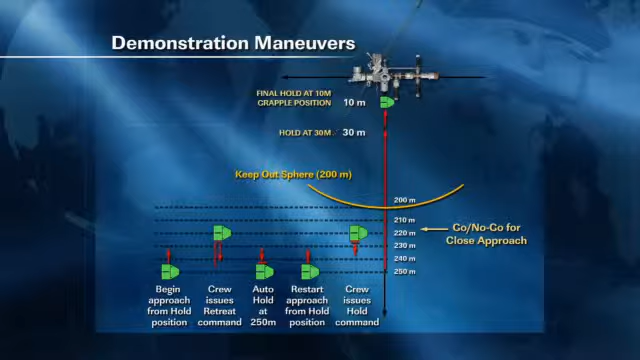 Demonstration Maneuvers
FINAL HOLD AT 10M
GRAPPLE POSITION
10 m
HOLD AT 30M
30 m
Keep Out Sphere (200 m)
200 m
210 m
220 m
230 m
240 m
250 m
Go/No-Co for
Close Approach
Begin
approach
from Hold
position
Crew
issues
Retreat
command
Auto
Hold
at
250m
Restart
approach
from Hold
position
Crew
issues
Hold
command